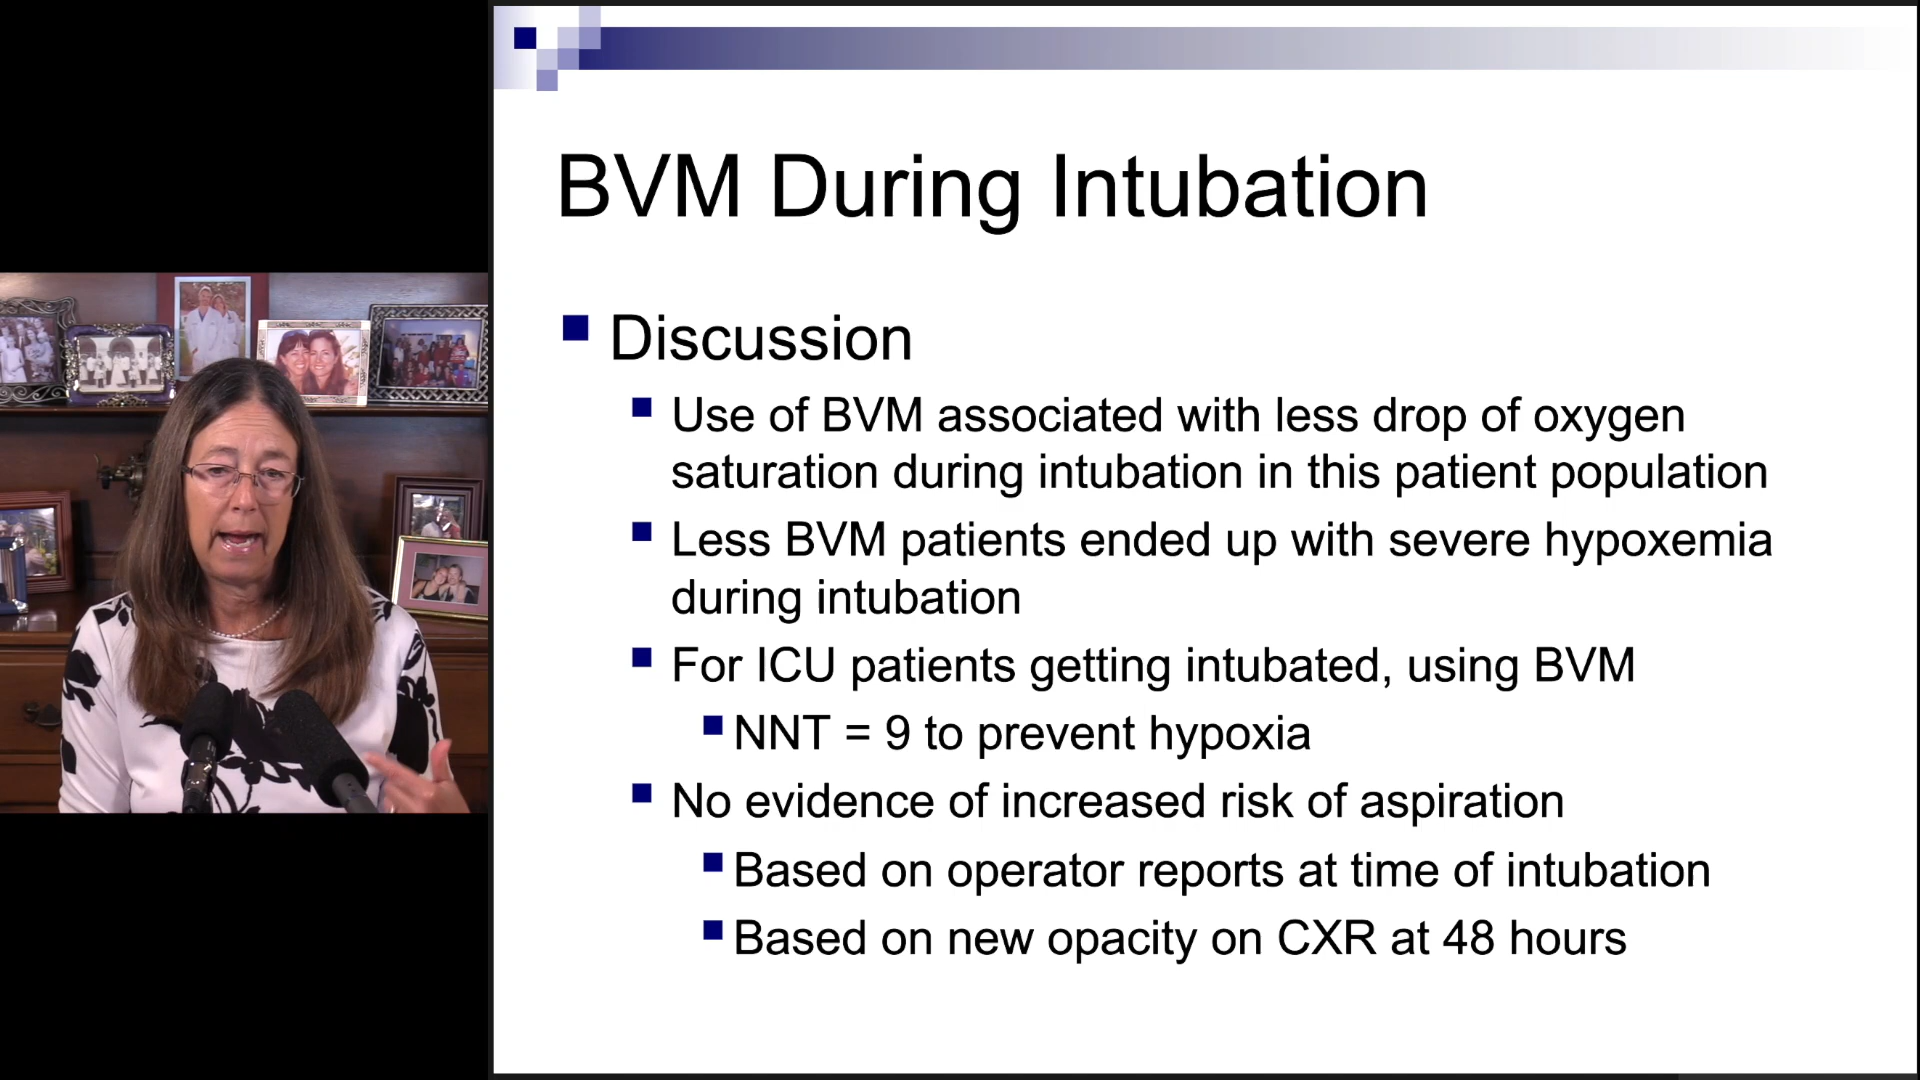 BVM During Intubation
Discussion
Use of BVM associated with less drop of oxygen
saturation during intubation in this patient population
Less BVM patients ended up with severe hypoxemia
during intubation
For ICU patients getting intubated, using BVM
NNT = 9 to prevent hypoxia
No evidence of increased risk of aspiration
Based on operator reports at time of intubation
Based on new opacity on CXR at 48 hours